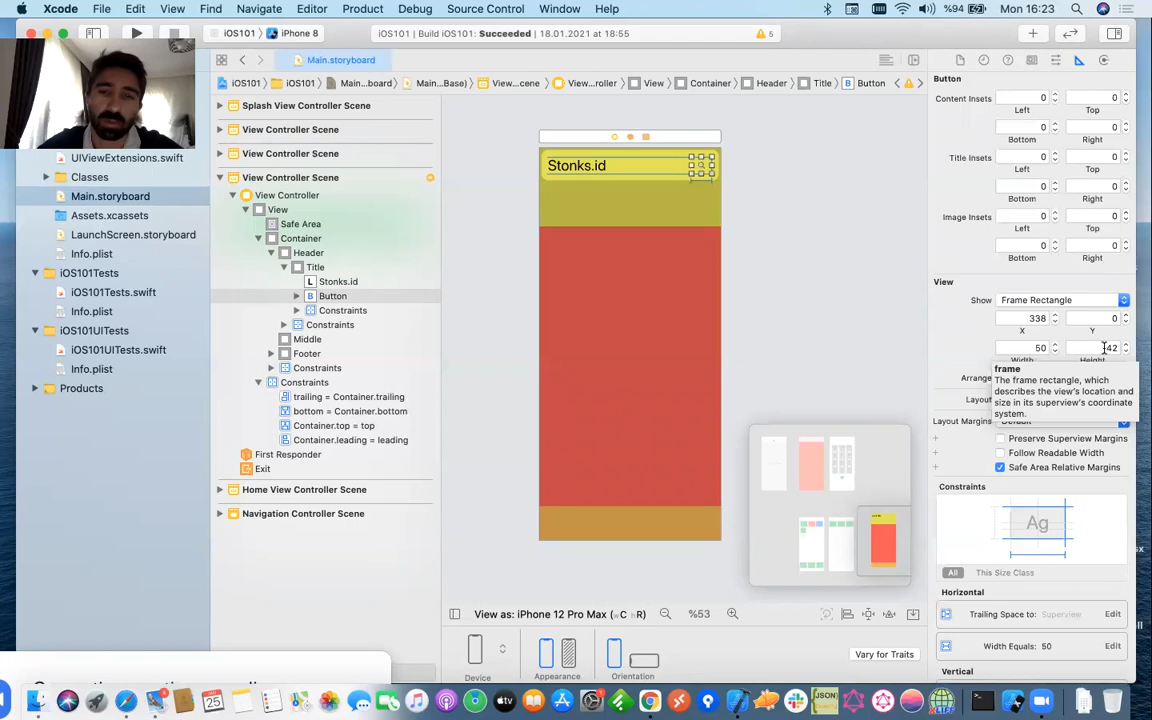 Xcode File Edit View Find Navigate Editor Product Debug Source Control Window Help %94 Mon 16:23
iOS101 iPhone 8 iOS101 | Build iOS101: Succeeded | 18.01.2021 at 18:55 5
Main.storyboard
iOS101 iOS101 Main...board Main...Base) View...cene View...roller View Container Header Title B Button
Splash View Controller Scene
View Controller Scene
View Controller Scene
View Controller Scene
View Controller
View
Safe Area
Container
Header
Title
L Stonks.id
B Button
Constraints
Constraints
Middle
Footer
Constraints
Constraints
trailing = Container.trailing
bottom = Container.bottom
Container.top = top
Container.leading = leading
First Responder
Exit
Home View Controller Scene
Navigation Controller Scene
UIViewExtensions.swift
Classes
Main.storyboard
Assets.xcassets
LaunchScreen.storyboard
Info.plist
iOS101Tests
iOS101Tests.swift
Info.plist
iOS101UITests
iOS101UITests.swift
Info.plist
Products
Stonks.id
View as: iPhone 12 Pro Max (wC hR) %53
Device Appearance Orientation
Vary for Traits
Button
Content Insets 0 0
Left Top
0 0
Bottom Right
Title Insets 0 0
Left Top
0 0
Bottom Right
Image Insets 0 0
Left Top
0 0
Bottom Right
View
Show Frame Rectangle
338 0
X Y
50 42
Width Height
frame
The frame rectangle, which
describes the view's location and
size in its superview's coordinate
system.
Arrange
Layout
Layout Margins Default
Preserve Superview Margins
Follow Readable Width
Safe Area Relative Margins
Constraints
Ag
All This Size Class
Horizontal
Trailing Space to: Superview Edit
Width Equals: 50 Edit
Vertical
25